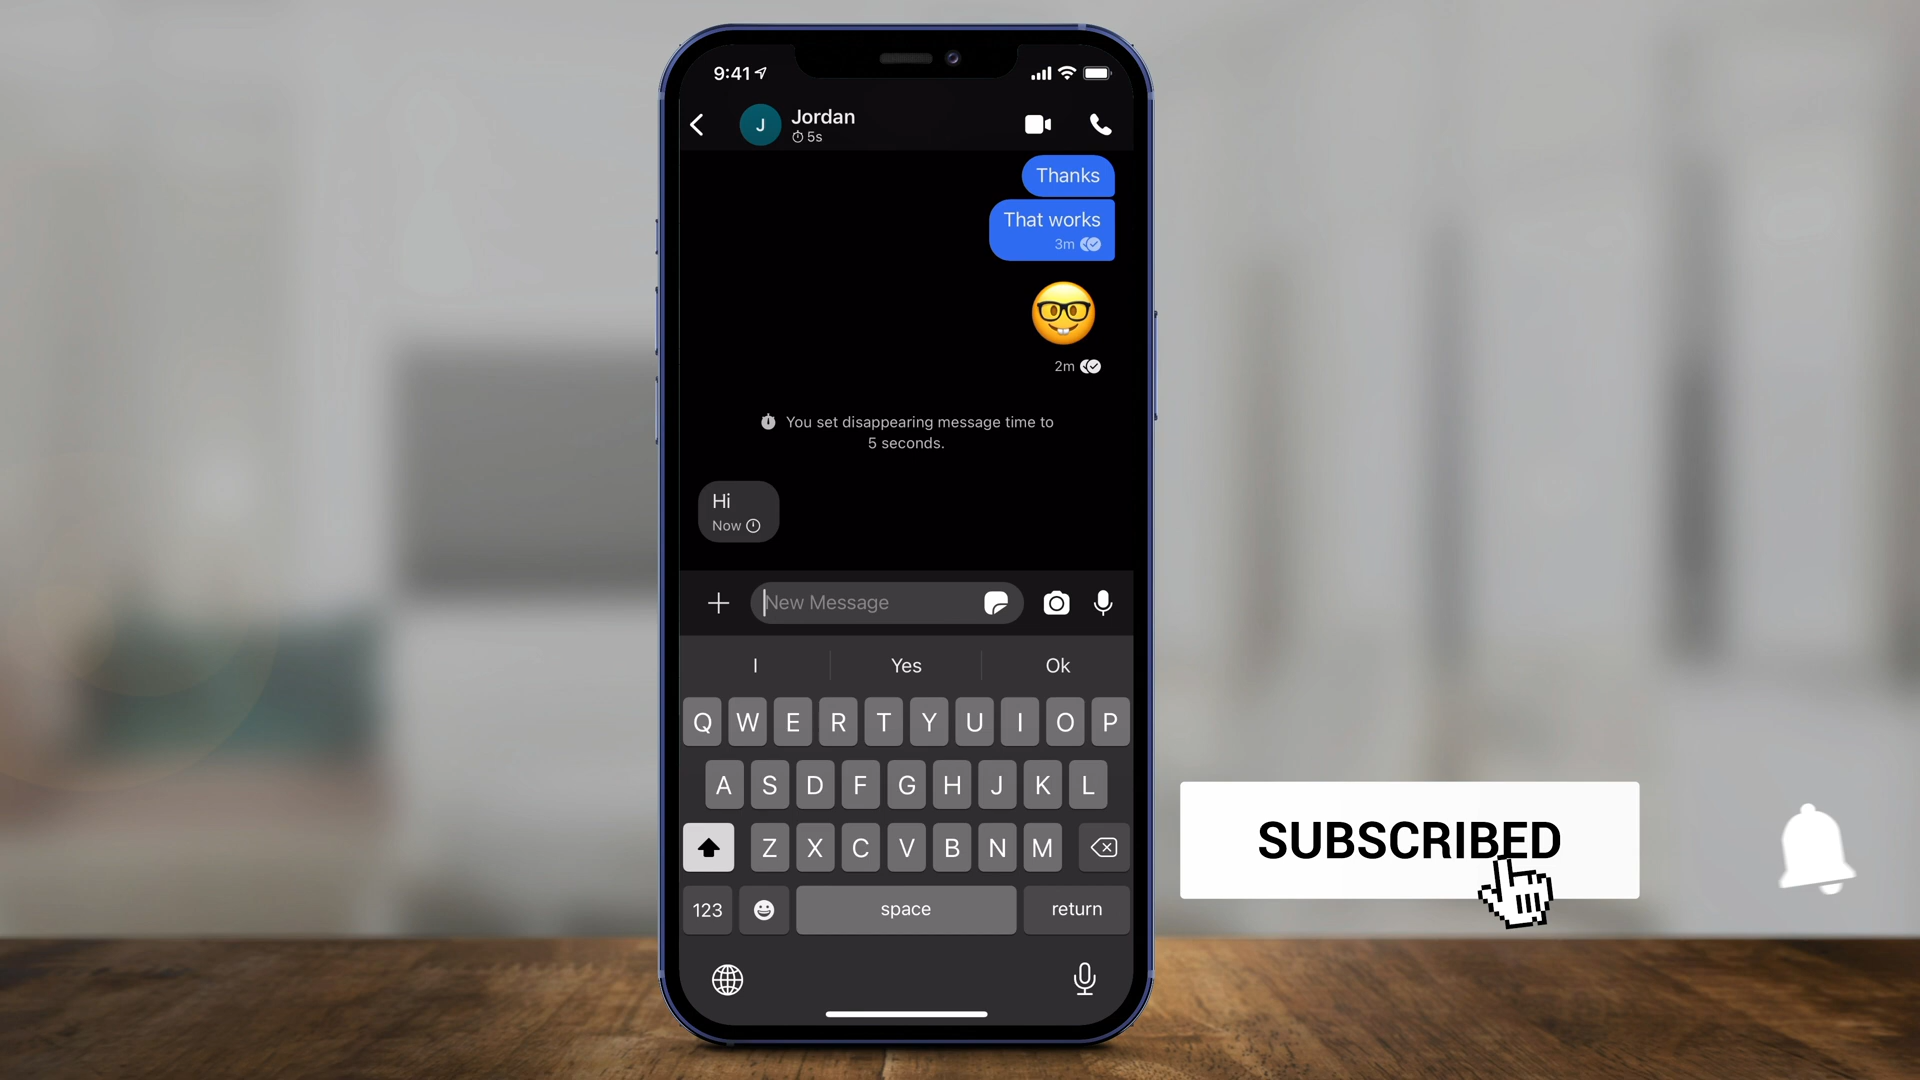 9:41
J
Jordan
5s
Thanks
That works
3m
2m
You set disappearing message time to
5 seconds.
Hi
Now
New Message
I Yes Ok
Q W E R T Y U I O P
A S D F G H J K L
Z X C V B N M
123 space return
SUBSCRIBED